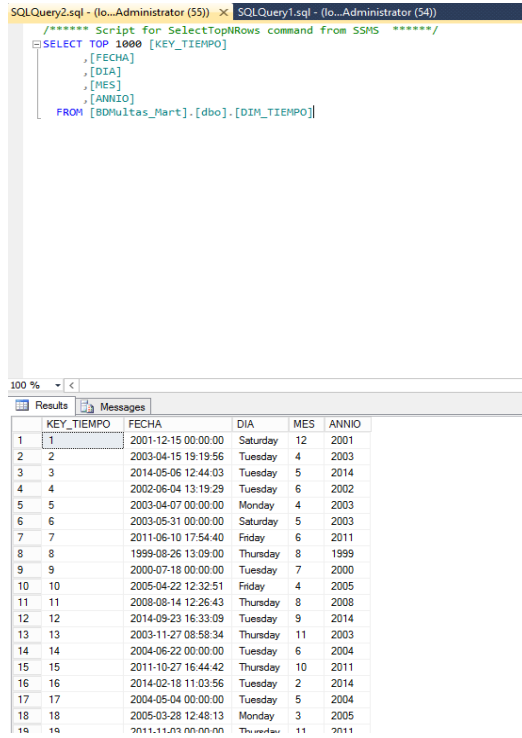 SQLQuery2.sql - (lo...Administrator (55)) SQLQuery1.sql - (lo...Administrator (54))
/****** Script for SelectTopNRows command from SSMS ******/
SELECT TOP 1000 [KEY_TIEMPO]
,[FECHA]
,[DIA]
,[MES]
,[ANNIO]
FROM [BDMultas_Mart].[dbo].[DIM_TIEMPO]
100 %
Results Messages
KEY_TIEMPO FECHA DIA MES ANNIO
1 1 2001-12-15 00:00:00 Saturday 12 2001
2 2 2003-04-15 19:19:56 Tuesday 4 2003
3 3 2014-05-06 12:44:03 Tuesday 5 2014
4 4 2002-06-04 13:19:29 Tuesday 6 2002
5 5 2003-04-07 00:00:00 Monday 4 2003
6 6 2003-05-31 00:00:00 Saturday 5 2003
7 7 2011-06-10 17:54:40 Friday 6 2011
8 8 1999-08-26 13:09:00 Thursday 8 1999
9 9 2000-07-18 00:00:00 Tuesday 7 2000
10 10 2005-04-22 12:32:51 Friday 4 2005
11 11 2008-08-14 12:26:43 Thursday 8 2008
12 12 2014-09-23 16:33:09 Tuesday 9 2014
13 13 2003-11-27 08:58:34 Thursday 11 2003
14 14 2004-06-22 00:00:00 Tuesday 6 2004
15 15 2011-10-27 16:44:42 Thursday 10 2011
16 16 2014-02-18 11:03:56 Tuesday 2 2014
17 17 2004-05-04 00:00:00 Tuesday 5 2004
18 18 2005-03-28 12:48:13 Monday 3 2005
19 19 2011-11-03 00:00:00 Thursday 11 2011